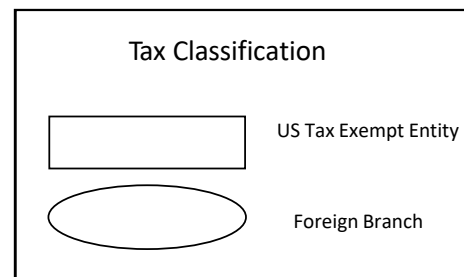 Tax Classification
US Tax Exempt Entity
Foreign Branch